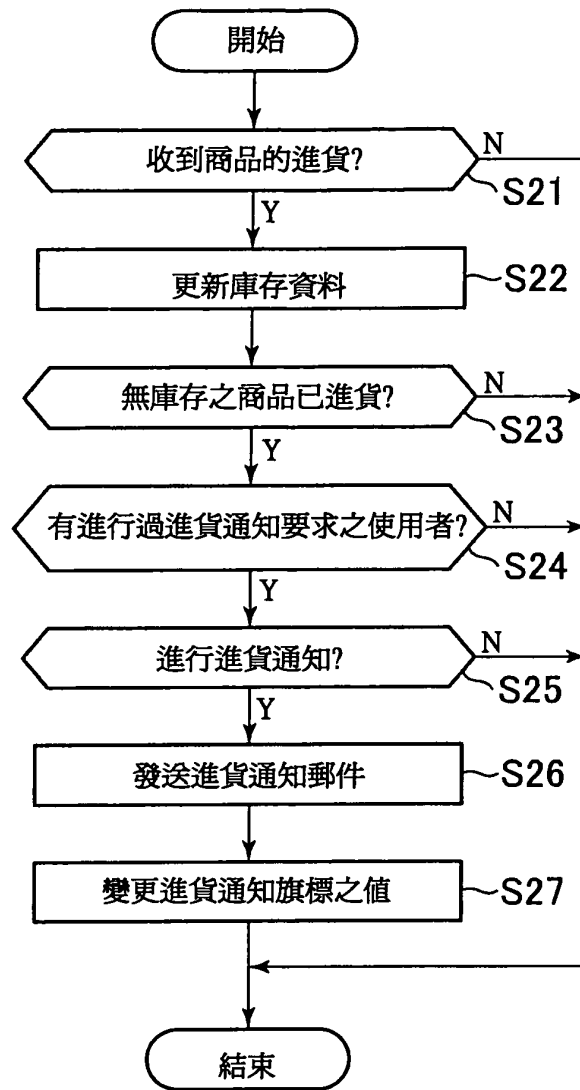 開始
收到商品的進貨?
N
S21
Y
更新庫存資料
S22
無庫存之商品已進貨?
N
S23
Y
有進行過進貨通知要求之使用者?
N
S24
Y
進行進貨通知?
N
S25
Y
發送進貨通知郵件
S26
變更進貨通知旗標之值
S27
結束